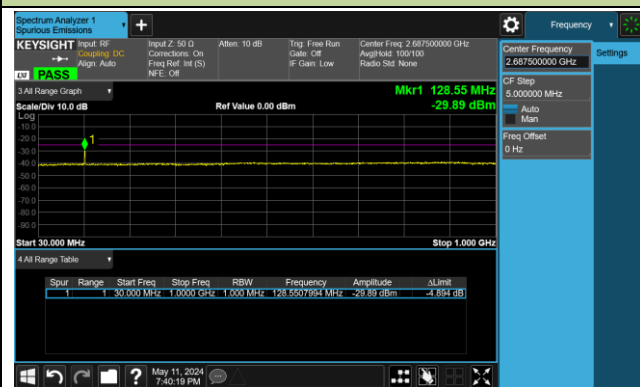 Spectrum Analyzer 1
Spurious Emissions
Frequency
KEYSIGHT
Input: RF
Coupling: DC
Align: Auto
Input Z: 50 Ω
Corrections: On
Freq Ref: Int (S)
NFE: Off
Atten: 10 dB
Trig: Free Run
Gate: Off
IF Gain: Low
Center Freq: 2.687500000 GHz
Avg|Hold: 100/100
Radio Std: None
PASS
Center Frequency
2.687500000 GHz
Settings
CF Step
5.000000 MHz
Auto
Man
Freq Offset
0 Hz
3 All Range Graph
Mkr1 128.55 MHz
Scale/Div 10.0 dB
Ref Value 0.00 dBm
-29.89 dBm
Log
-10.0
-20.0
-30.0
-40.0
-50.0
-60.0
-70.0
-80.0
-90.0
1
Start 30.000 MHz
Stop 1.000 GHz
4 All Range Table
Spur Range Start Freq Stop Freq RBW Frequency Amplitude ΔLimit
1 1 30.000 MHz 1.0000 GHz 1.000 MHz 128.5507994 MHz -29.89 dBm -4.894 dB
May 11, 2024
7:40:19 PM